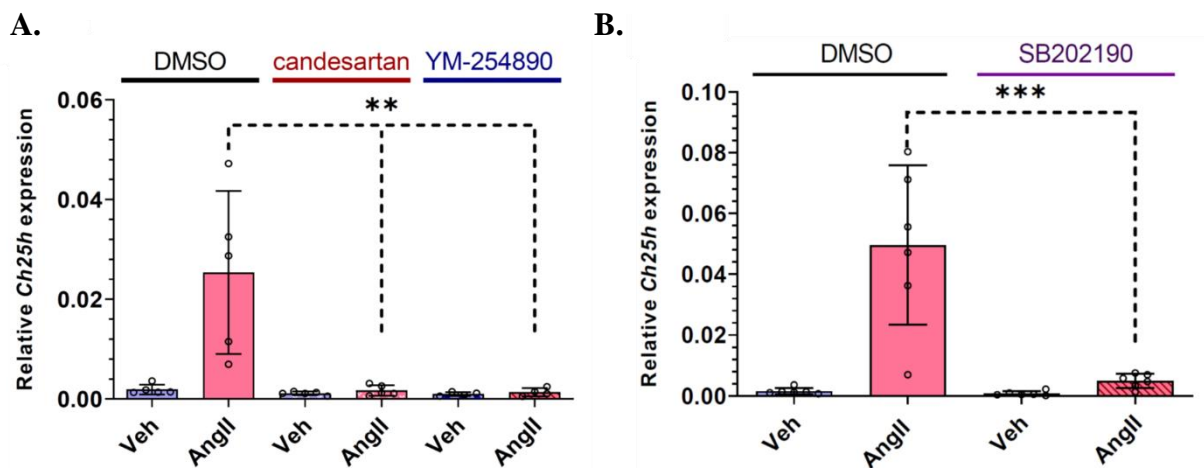 A.
DMSO candesartan YM-254890
**
Relative Ch25h expression
0.06
0.04
0.02
0.00
Veh AngII Veh AngII Veh AngII
B.
DMSO SB202190
***
Relative Ch25h expression
0.10
0.08
0.06
0.04
0.02
0.00
Veh AngII Veh AngII